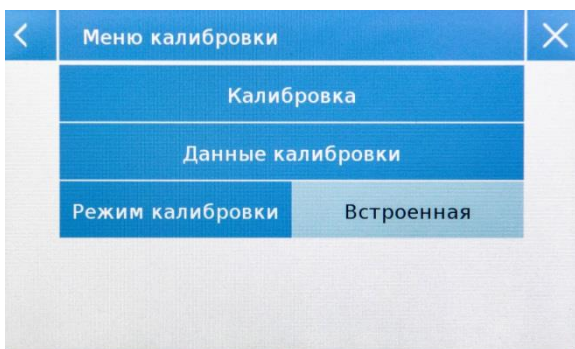 Меню калибровки
Калибровка
Данные калибровки
Режим калибровки Встроенная